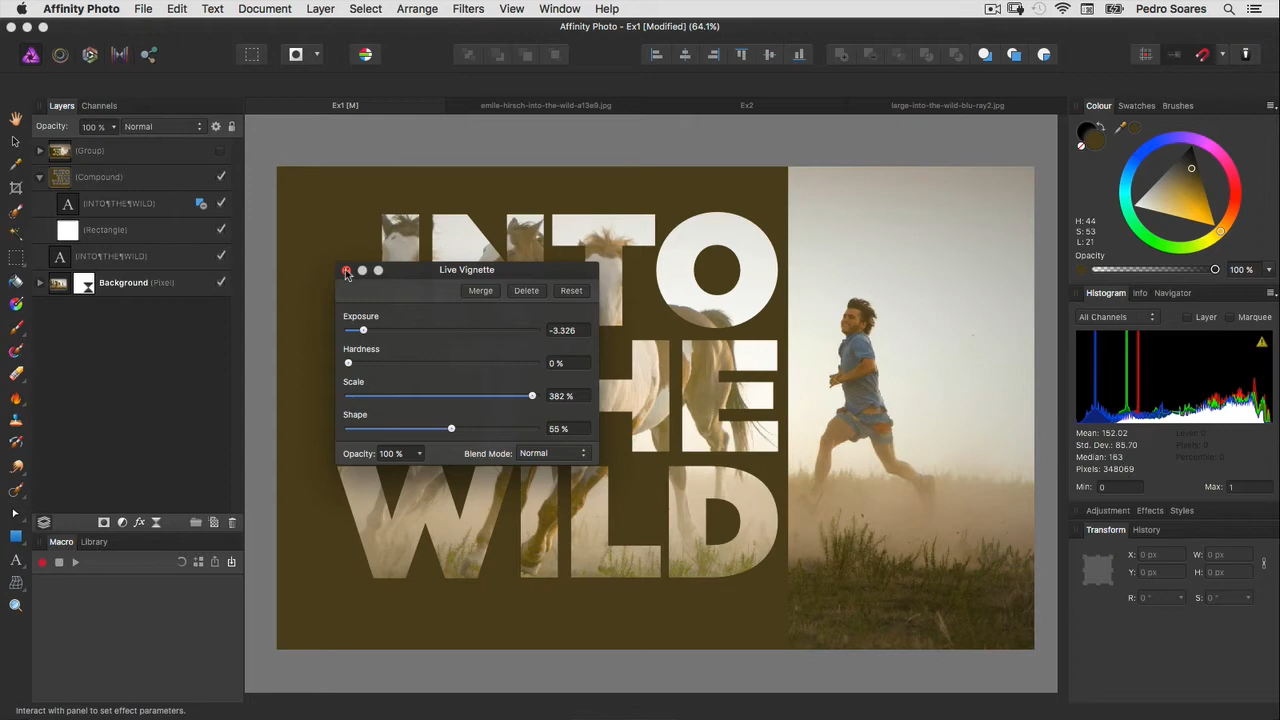 Affinity Photo File Edit Text Document Layer Select Arrange Filters View Window Help Pedro Soares
Affinity Photo - Ex1 [Modified] (64.1%)
Layers Channels
Ex1 [M] emile-hirsch-into-the-wild-a13e9.jpg Ex2 large-into-the-wild-blu-ray2.jpg
Colour Swatches Brushes
Opacity: 100 % Normal
(Group)
(Compound)
A (INTO¶THE¶WILD)
(Rectangle)
A (INTO¶THE¶WILD)
Background (Pixel)
INTO
THE
WILD
Live Vignette
Merge Delete Reset
Exposure
-3.326
Hardness
0 %
Scale
382 %
Shape
55 %
Opacity: 100 % Blend Mode: Normal
H: 44
S: 53
L: 21
Opacity
100 %
Histogram Info Navigator
All Channels Layer Marquee
Mean: 152.02
Std. Dev.: 85.70
Median: 163
Pixels: 348069
Level: 0
Pixels: 0
Percentile: 0
Min: 0 Max: 1
Adjustment Effects Styles
Transform History
X: 0 px W: 0 px
Y: 0 px H: 0 px
R: 0 ° S: 0 °
Macro Library
Interact with panel to set effect parameters.